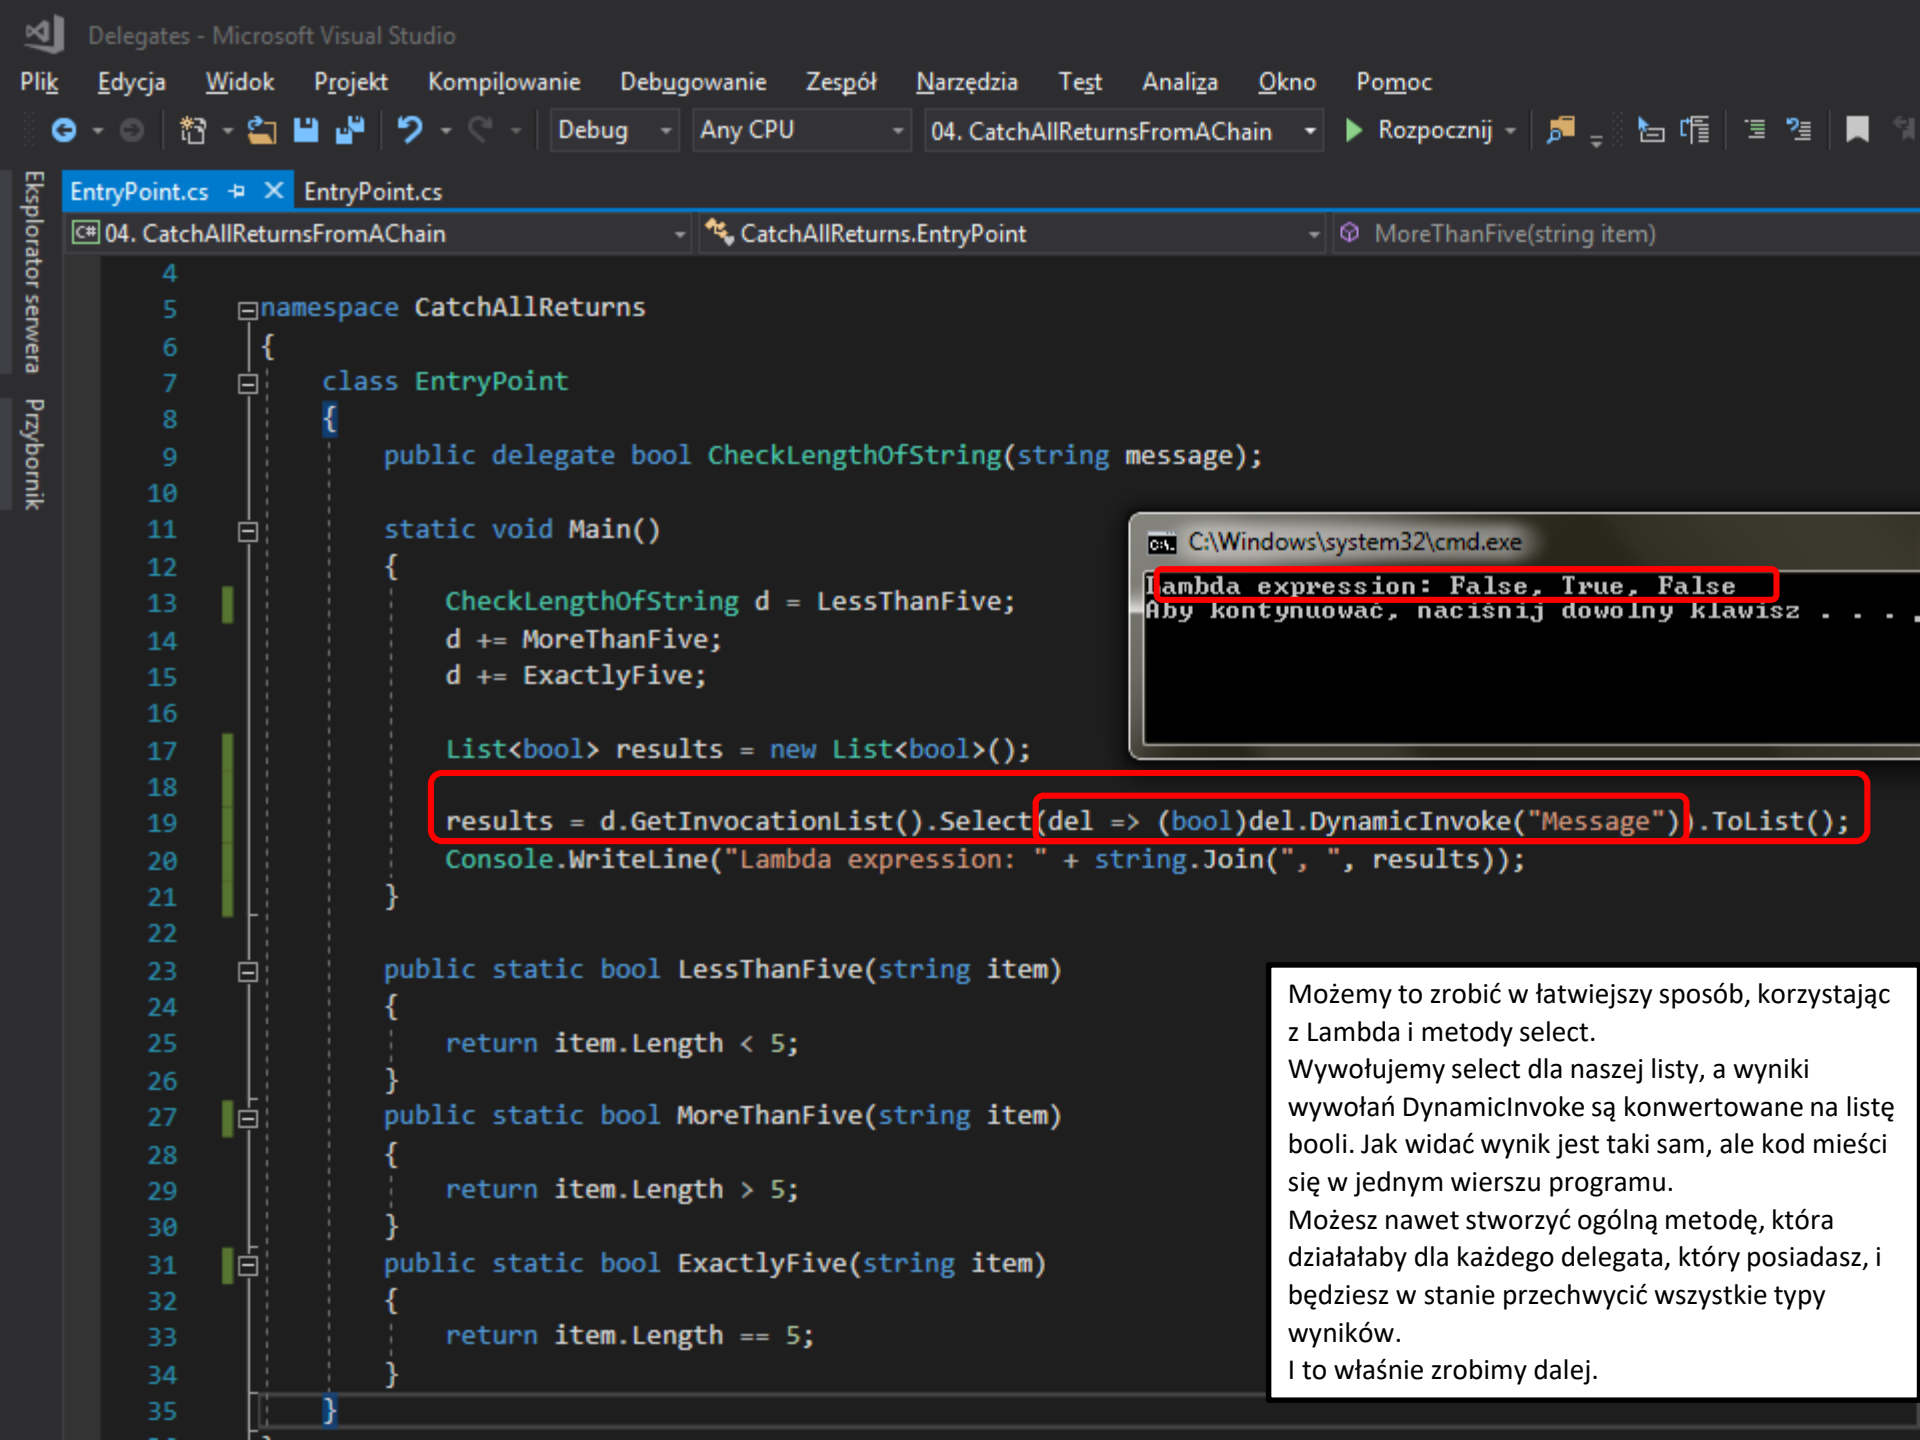 Delegates - Microsoft Visual Studio
Plik Edycja Widok Projekt Kompilowanie Debugowanie Zespół Narzędzia Test Analiza Okno Pomoc
Debug Any CPU 04. CatchAllReturnsFromAChain Rozpocznij
Eksplorator serwera
Przybornik
EntryPoint.cs EntryPoint.cs
C# 04. CatchAllReturnsFromAChain CatchAllReturns.EntryPoint MoreThanFive(string item)
4
5 namespace CatchAllReturns
6 {
7 class EntryPoint
8 {
9 public delegate bool CheckLengthOfString(string message);
10
11 static void Main()
12 {
13 CheckLengthOfString d = LessThanFive;
14 d += MoreThanFive;
15 d += ExactlyFive;
16
17 List<bool> results = new List<bool>();
18
19 results = d.GetInvocationList().Select(del => (bool)del.DynamicInvoke("Message")).ToList();
20 Console.WriteLine("Lambda expression: " + string.Join(", ", results));
21 }
22
23 public static bool LessThanFive(string item)
24 {
25 return item.Length < 5;
26 }
27 public static bool MoreThanFive(string item)
28 {
29 return item.Length > 5;
30 }
31 public static bool ExactlyFive(string item)
32 {
33 return item.Length == 5;
34 }
35 }
C:\Windows\system32\cmd.exe
Lambda expression: False, True, False
Aby kontynuować, naciśnij dowolny klawisz . . .
Możemy to zrobić w łatwiejszy sposób, korzystając
z Lambda i metody select.
Wywołujemy select dla naszej listy, a wyniki
wywołań DynamicInvoke są konwertowane na listę
booli. Jak widać wynik jest taki sam, ale kod mieści
się w jednym wierszu programu.
Możesz nawet stworzyć ogólną metodę, która
działałaby dla każdego delegata, który posiadasz, i
będziesz w stanie przechwycić wszystkie typy
wyników.
I to właśnie zrobimy dalej.